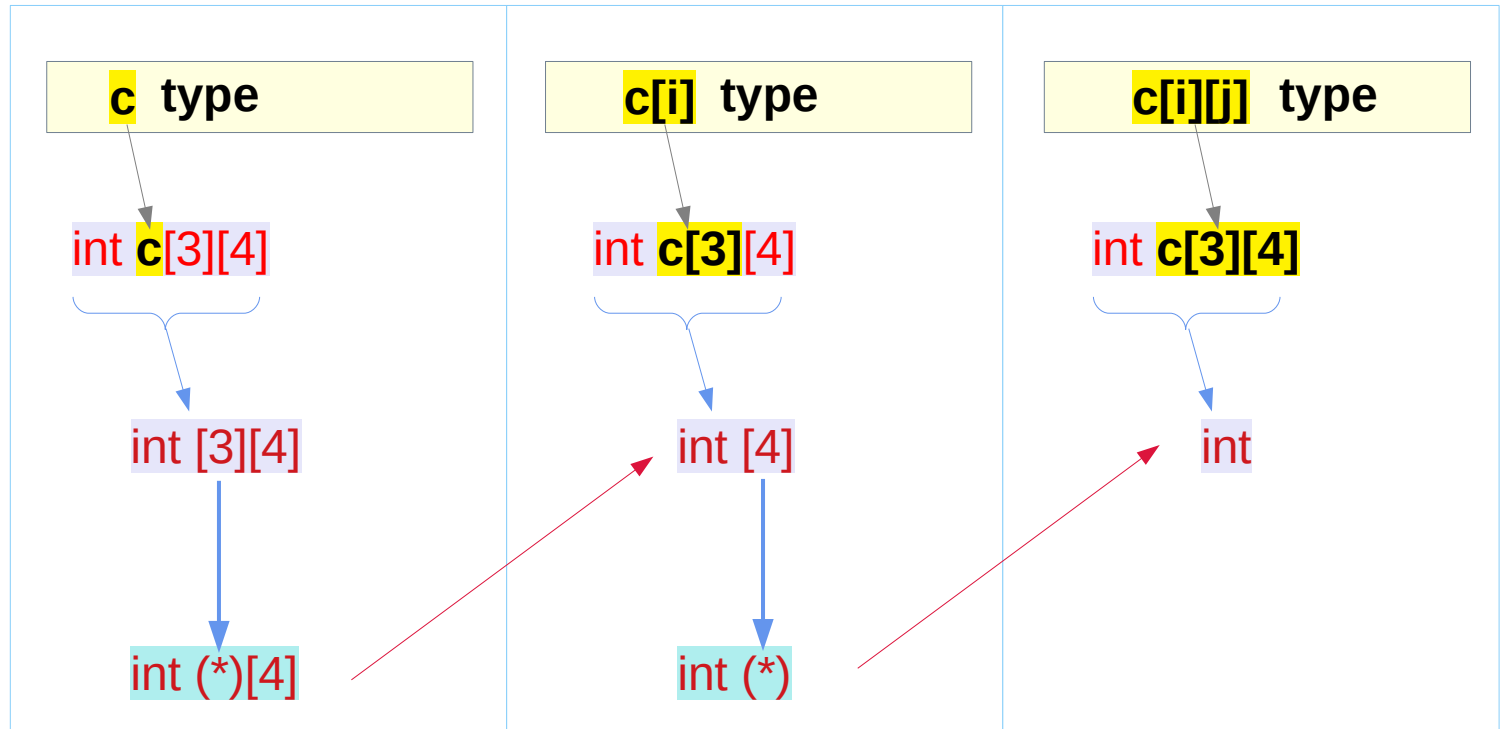 c type
int c[3][4]
int [3][4]
int (*)[4]
c[i] type
int c[3][4]
int [4]
int (*)
c[i][j] type
int c[3][4]
int